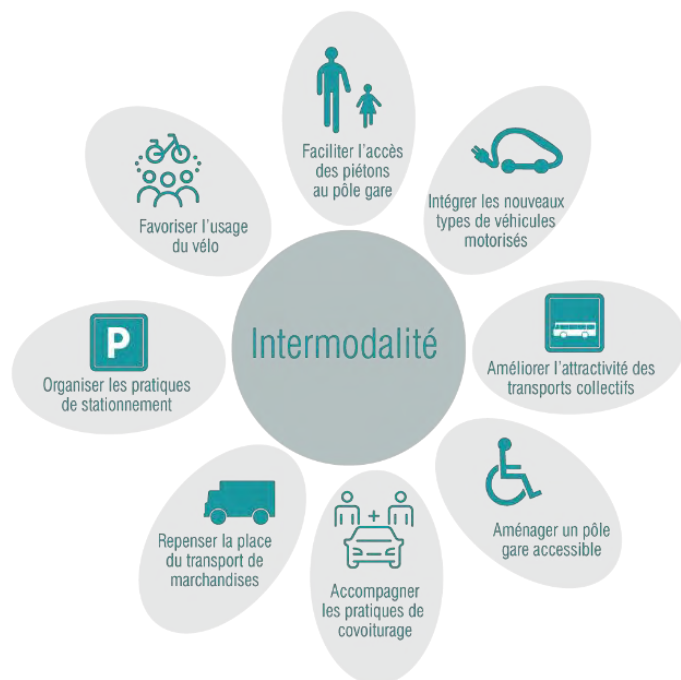 Faciliter l'accès
des piétons
au pôle gare
Intégrer les nouveaux
types de véhicules
motorisés
Améliorer l'attractivité des
transports collectifs
Aménager un pôle
gare accessible
Accompagner
les pratiques de
covoiturage
Repenser la place
du transport de
marchandises
P
Organiser les pratiques
de stationnement
Favoriser l'usage
du vélo
Intermodalité